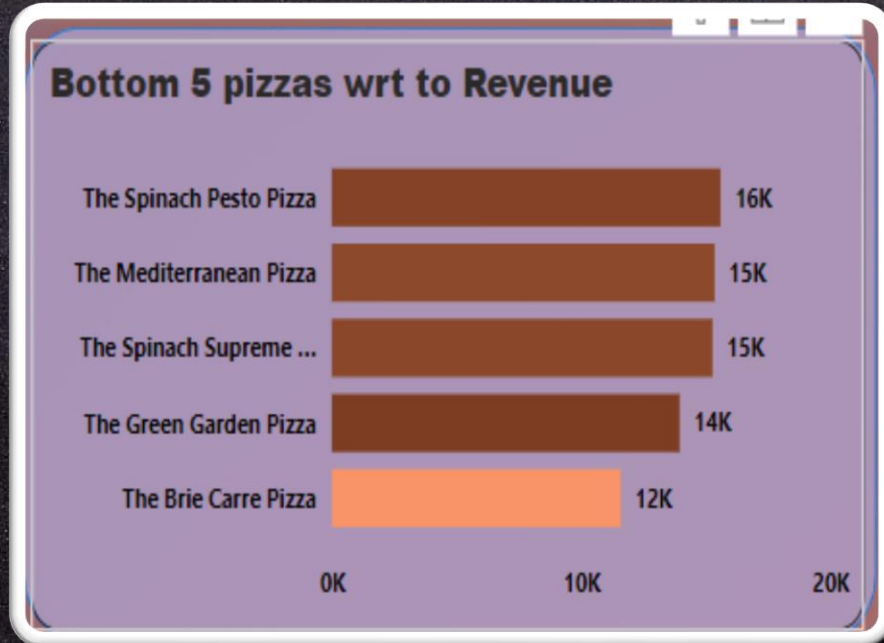 Bottom 5 pizzas wrt to Revenue
The Spinach Pesto Pizza 16K
The Mediterranean Pizza 15K
The Spinach Supreme ... 15K
The Green Garden Pizza 14K
The Brie Carre Pizza 12K
0K 10K 20K